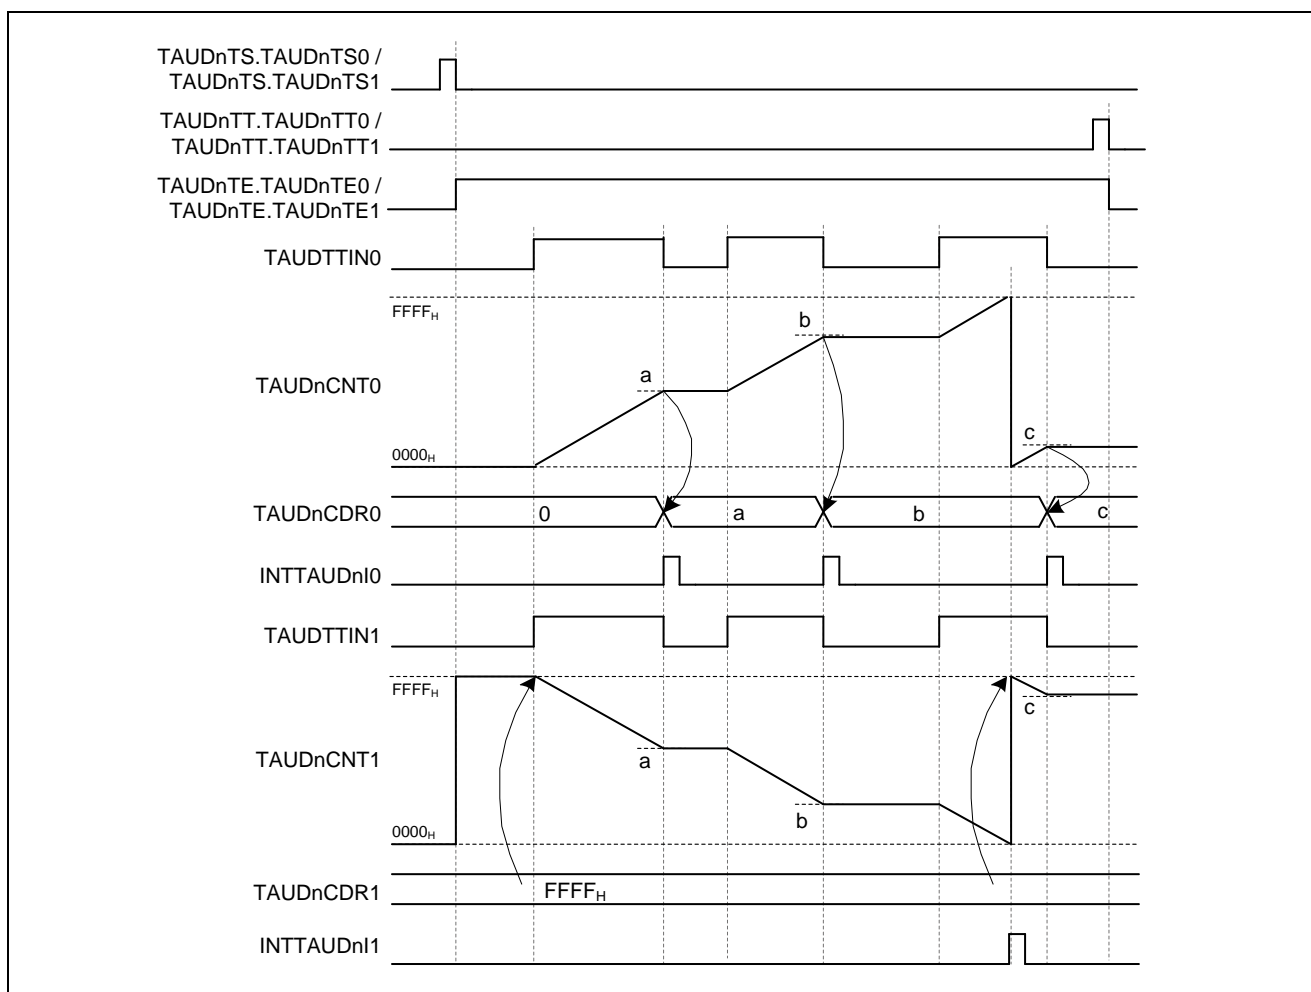 TAUDnTS.TAUDnTS0 /
TAUDnTS.TAUDnTS1
TAUDnTT.TAUDnTT0 /
TAUDnTT.TAUDnTT1
TAUDnTE.TAUDnTE0 /
TAUDnTE.TAUDnTE1
TAUDTTIN0
FFFFH
b
a
TAUDnCNT0
c
0000H
TAUDnCDR0
0 a b c
INTTAUDnI0
TAUDTTIN1
FFFFH
c
TAUDnCNT1
a
b
0000H
TAUDnCDR1 FFFFH
INTTAUDnI1